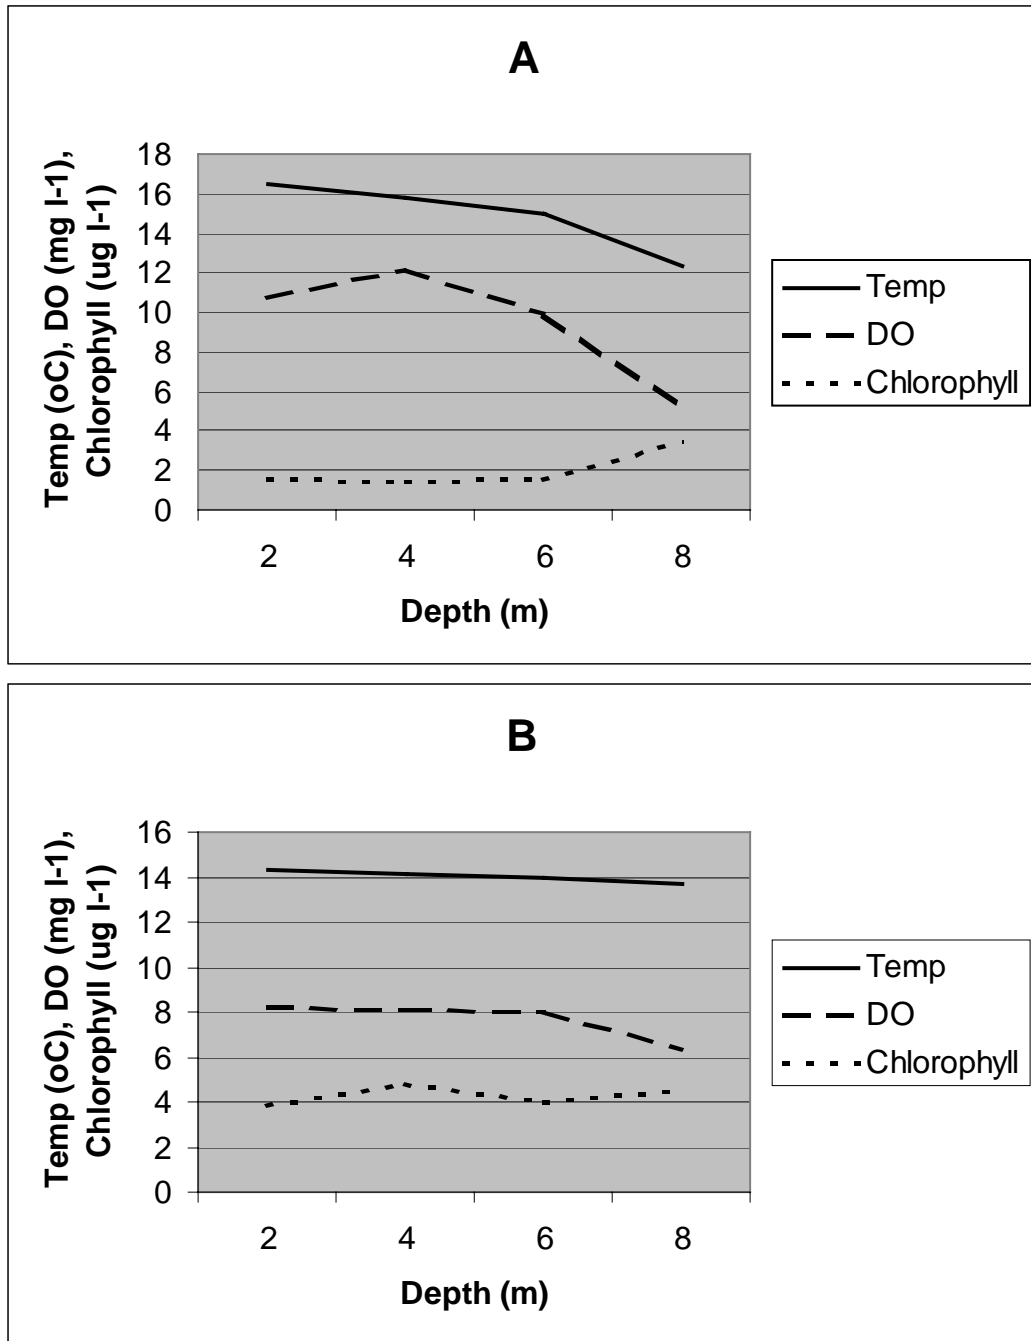 A
Temp (oC), DO (mg l-1),
Chlorophyll (ug l-1)
18
16
14
12
10
8
6
4
2
0
2 4 6 8
Depth (m)
Temp
DO
Chlorophyll
B
Temp (oC), DO (mg l-1),
Chlorophyll (ug l-1)
16
14
12
10
8
6
4
2
0
2 4 6 8
Depth (m)
Temp
DO
Chlorophyll